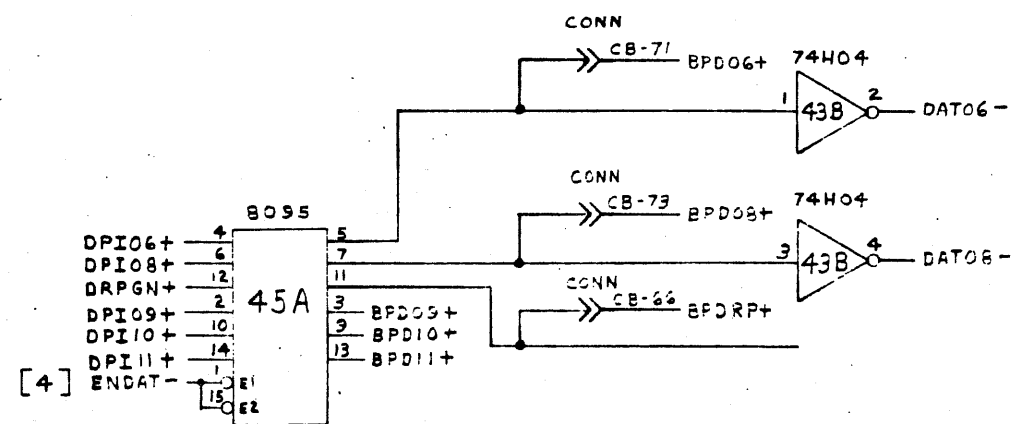 CONN
CB-71 BPD06+
74H04
1 43B 2 DAT06-
CONN
CB-73 BPD08+
74H04
3 43B 4 DAT08-
CONN
CB-66 BPDRP+
8095
45A
DPI06+ 4 5
DPI08+ 6 7
DRPGN+ 12 11
DPI09+ 2 3 BPD09+
DPI10+ 10 9 BPD10+
DPI11+ 14 13 BPD11+
[4] ENDAT- 1 E1
15 E2